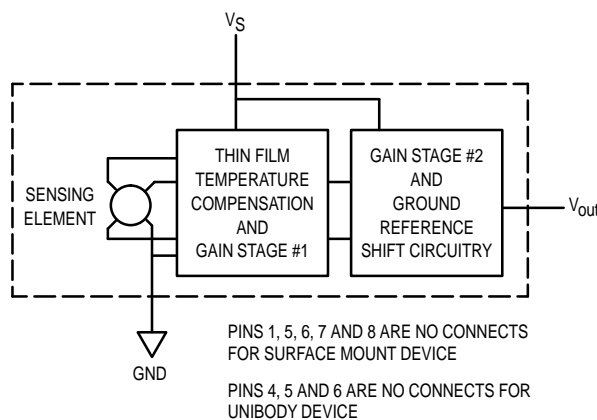 VS
THIN FILM
TEMPERATURE
COMPENSATION
AND
GAIN STAGE #1
GAIN STAGE #2
AND
GROUND
REFERENCE
SHIFT CIRCUITRY
SENSING
ELEMENT
Vout
GND
PINS 1, 5, 6, 7 AND 8 ARE NO CONNECTS
FOR SURFACE MOUNT DEVICE
PINS 4, 5 AND 6 ARE NO CONNECTS FOR
UNIBODY DEVICE